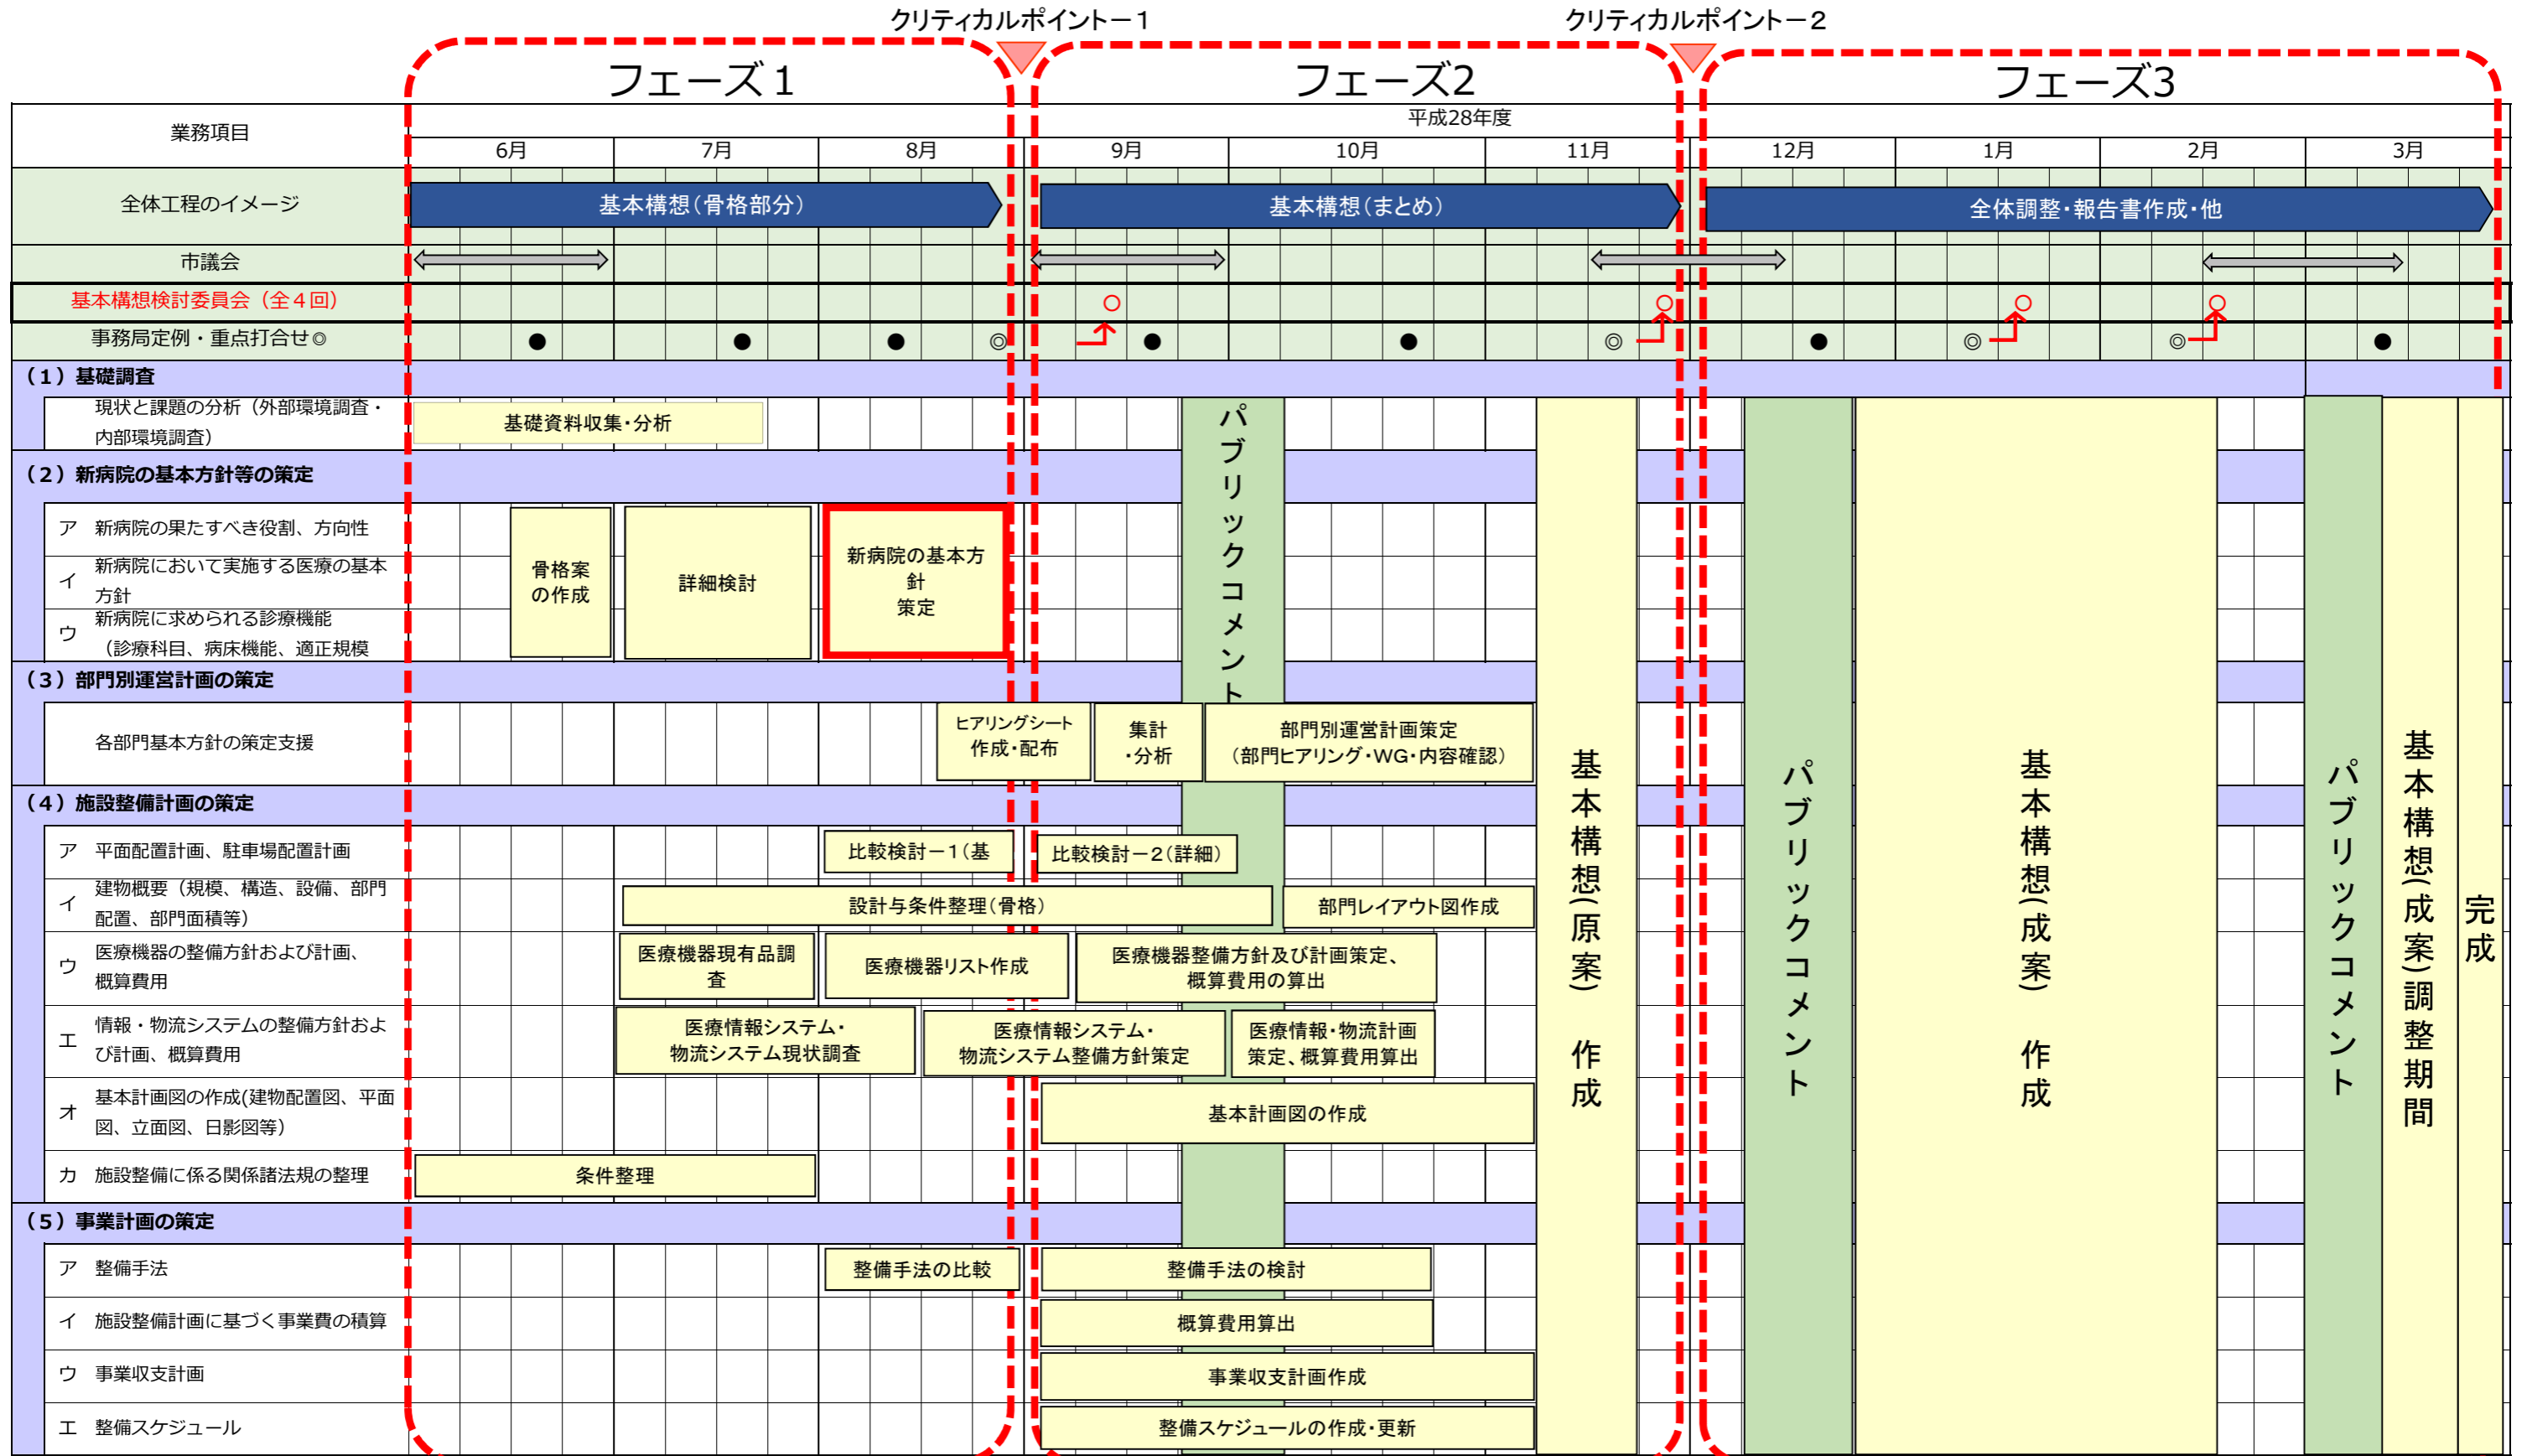 クリティカルポイントー１
クリティカルポイントー２
フェーズ１
フェーズ2
フェーズ3
業務項目
平成28年度
6月
7月
8月
9月
10月
11月
12月
1月
2月
3月
全体工程のイメージ
基本構想（骨格部分）
基本構想（まとめ）
全体調整・報告書作成・他
市議会
基本構想検討委員会（全４回）
○
○
○
○
事務局定例・重点打合せ◎
●
●
●
◎
●
●
◎
●
◎
◎
●
（１）基礎調査
現状と課題の分析（外部環境調査・
内部環境調査）
基礎資料収集・分析
（２）新病院の基本方針等の策定
ア 新病院の果たすべき役割、方向性
イ 新病院において実施する医療の基本
方針
ウ 新病院に求められる診療機能
（診療科目、病床機能、適正規模
骨格案
の作成
詳細検討
新病院の基本方
針
策定
パブリックコメント
（３）部門別運営計画の策定
各部門基本方針の策定支援
ヒアリングシート
作成・配布
集計
・分析
部門別運営計画策定
（部門ヒアリング・WG・内容確認）
（４）施設整備計画の策定
ア 平面配置計画、駐車場配置計画
比較検討ー１（基
比較検討ー２（詳細）
イ 建物概要（規模、構造、設備、部門
配置、部門面積等）
設計与条件整理（骨格）
部門レイアウト図作成
ウ 医療機器の整備方針および計画、
概算費用
医療機器現有品調
査
医療機器リスト作成
医療機器整備方針及び計画策定、
概算費用の算出
エ 情報・物流システムの整備方針およ
び計画、概算費用
医療情報システム・
物流システム現状調査
医療情報システム・
物流システム整備方針策定
医療情報・物流計画
策定、概算費用算出
オ 基本計画図の作成(建物配置図、平面
図、立面図、日影図等）
基本計画図の作成
カ 施設整備に係る関係諸法規の整理
条件整理
（５）事業計画の策定
ア 整備手法
整備手法の比較
整備手法の検討
イ 施設整備計画に基づく事業費の積算
概算費用算出
ウ 事業収支計画
事業収支計画作成
エ 整備スケジュール
整備スケジュールの作成・更新
基本構想（原案） 作成
パブリックコメント
基本構想（成案） 作成
パブリックコメント
基本構想（成案）調整期間
完成